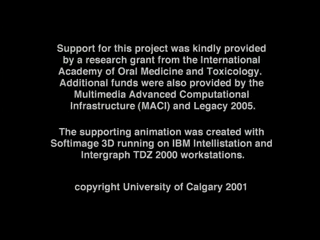 Support for this project was kindly provided
by a research grant from the International
Academy of Oral Medicine and Toxicology.
Additional funds were also provided by the
Multimedia Advanced Computational
Infrastructure (MACI) and Legacy 2005.
The supporting animation was created with
Softimage 3D running on IBM Intellistation and
Intergraph TDZ 2000 workstations.
copyright University of Calgary 2001